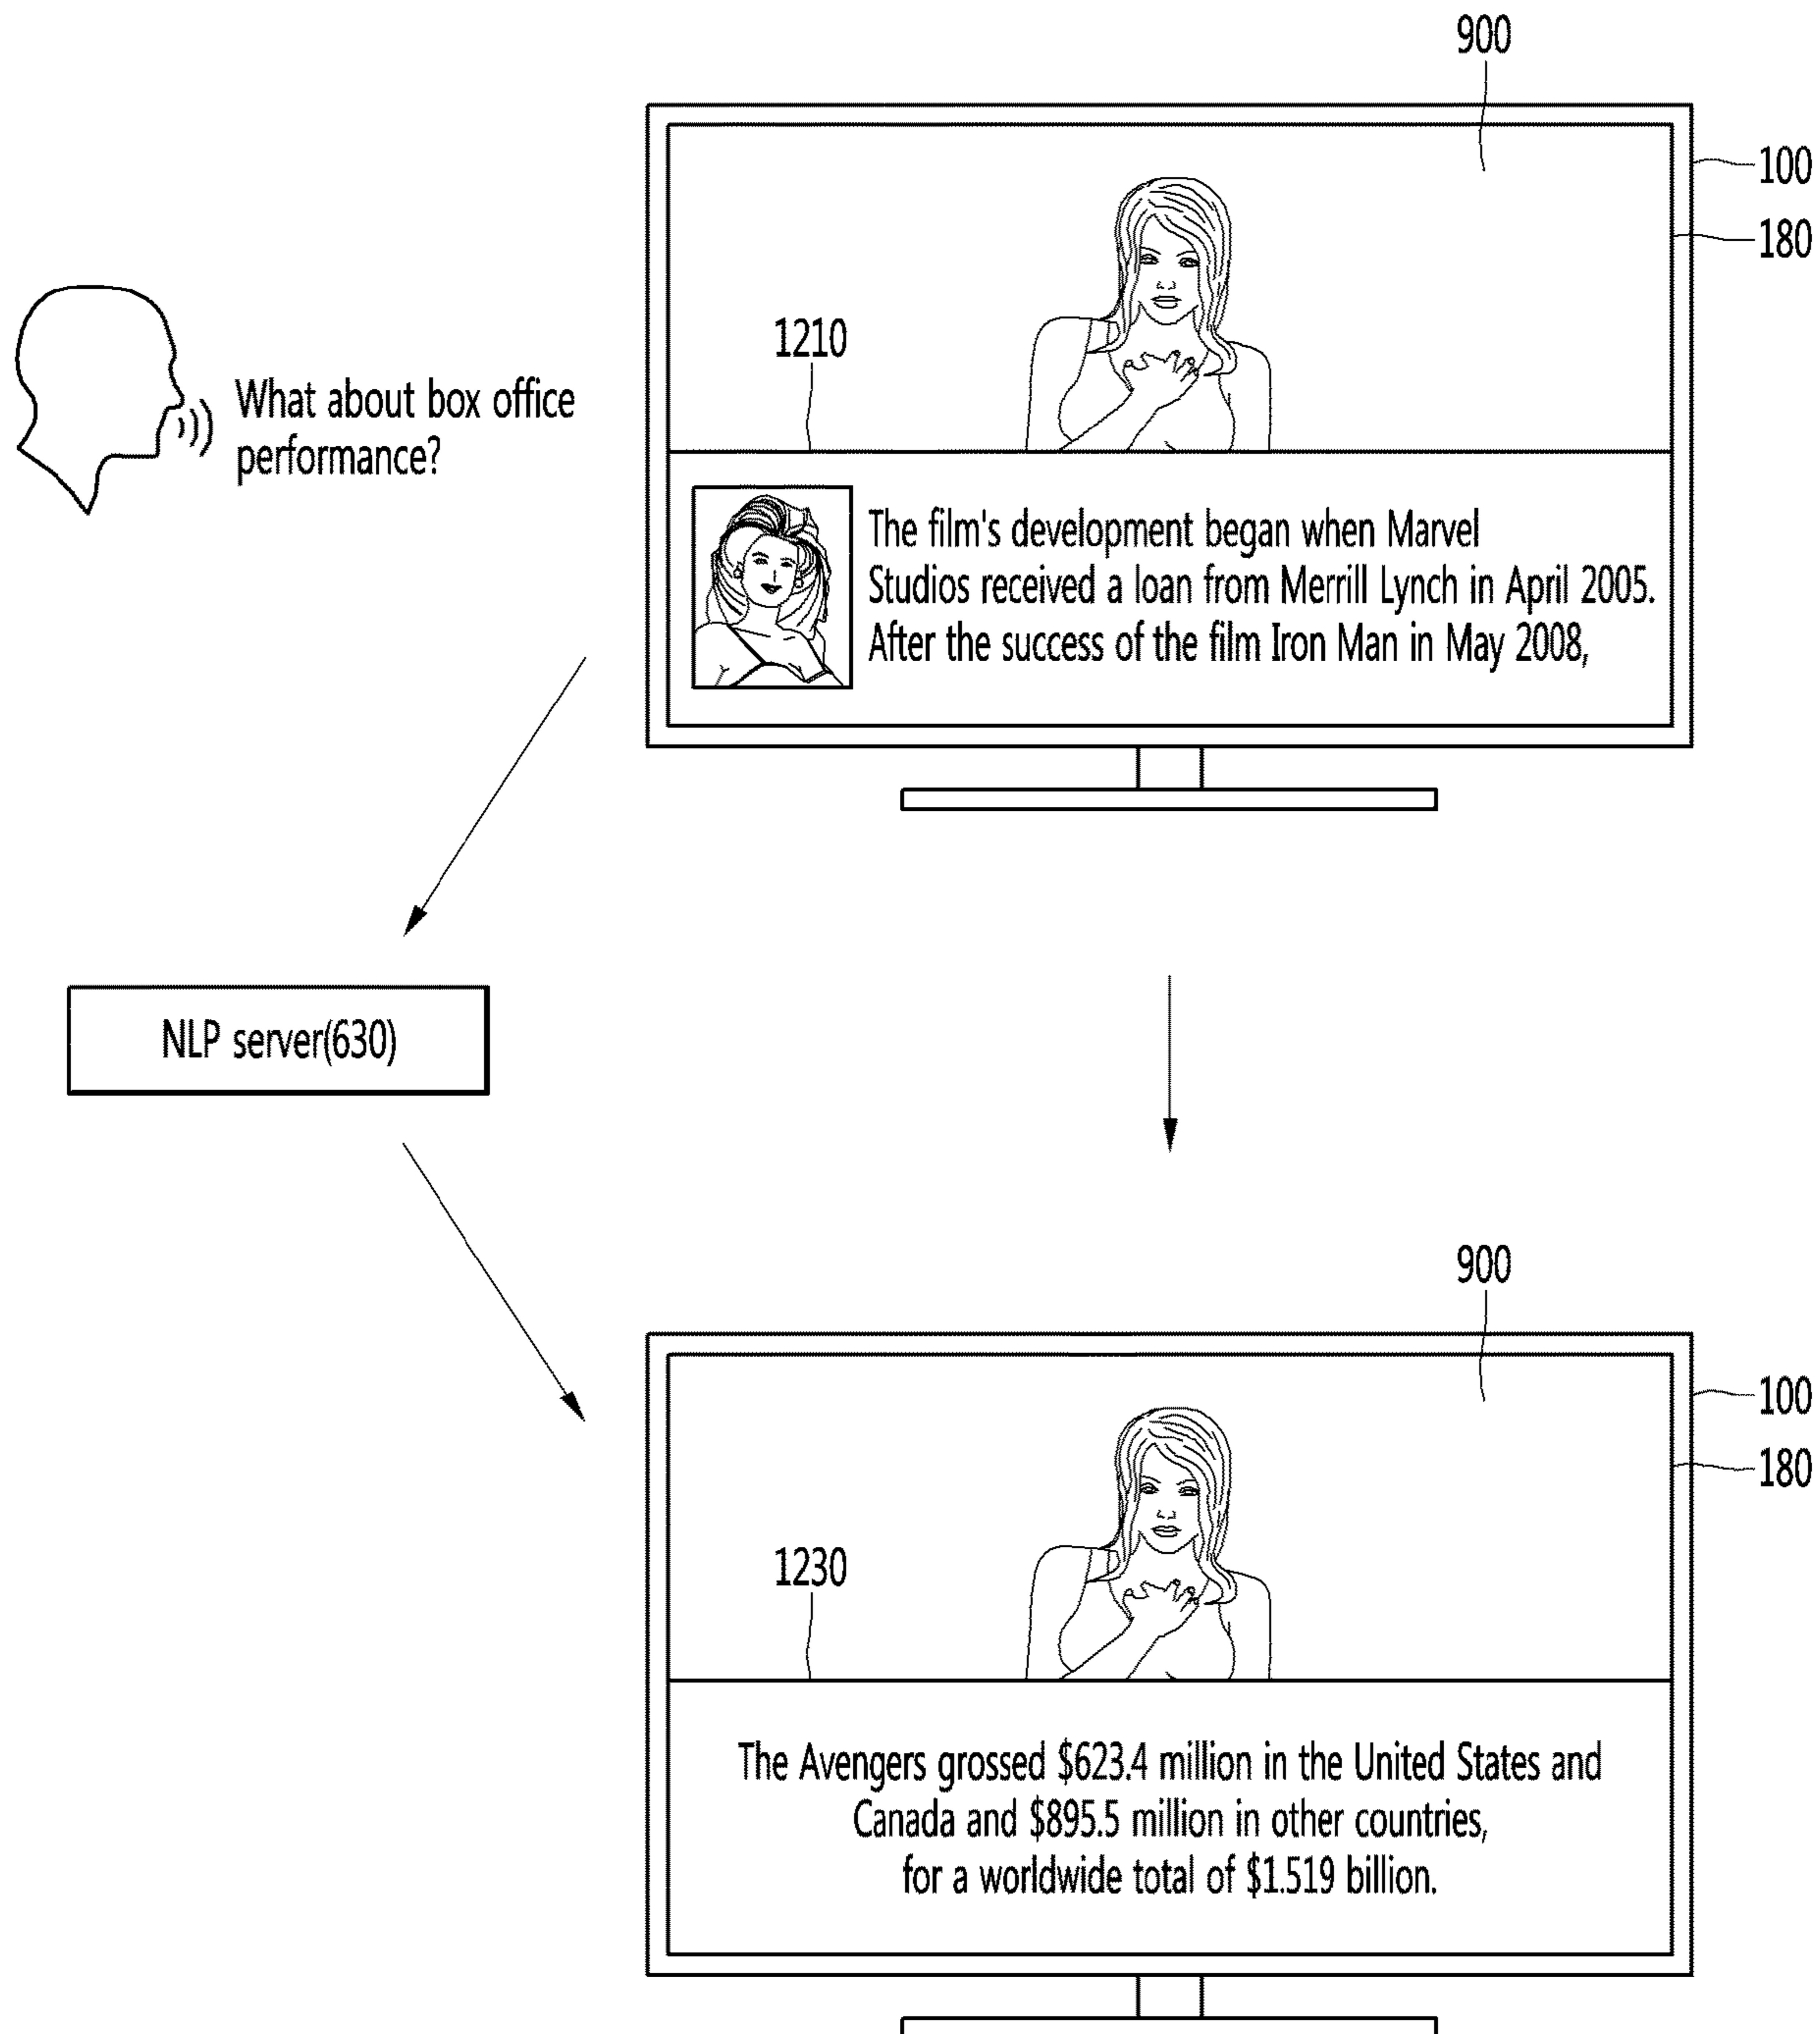 900
100
180
1210
What about box office
performance?
The film's development began when Marvel
Studios received a loan from Merrill Lynch in April 2005.
After the success of the film Iron Man in May 2008,
NLP server(630)
900
100
180
1230
The Avengers grossed $623.4 million in the United States and
Canada and $895.5 million in other countries,
for a worldwide total of $1.519 billion.